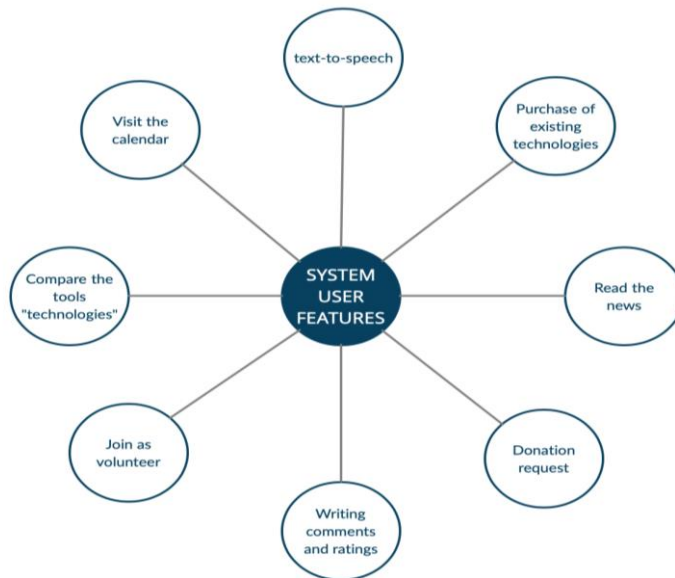 text-to-speech
Visit the
calendar
Purchase of
existing
technologies
Compare the
tools
"technologies"
SYSTEM
USER
FEATURES
Read the
news
Join as
volunteer
Donation
request
Writing
comments
and ratings